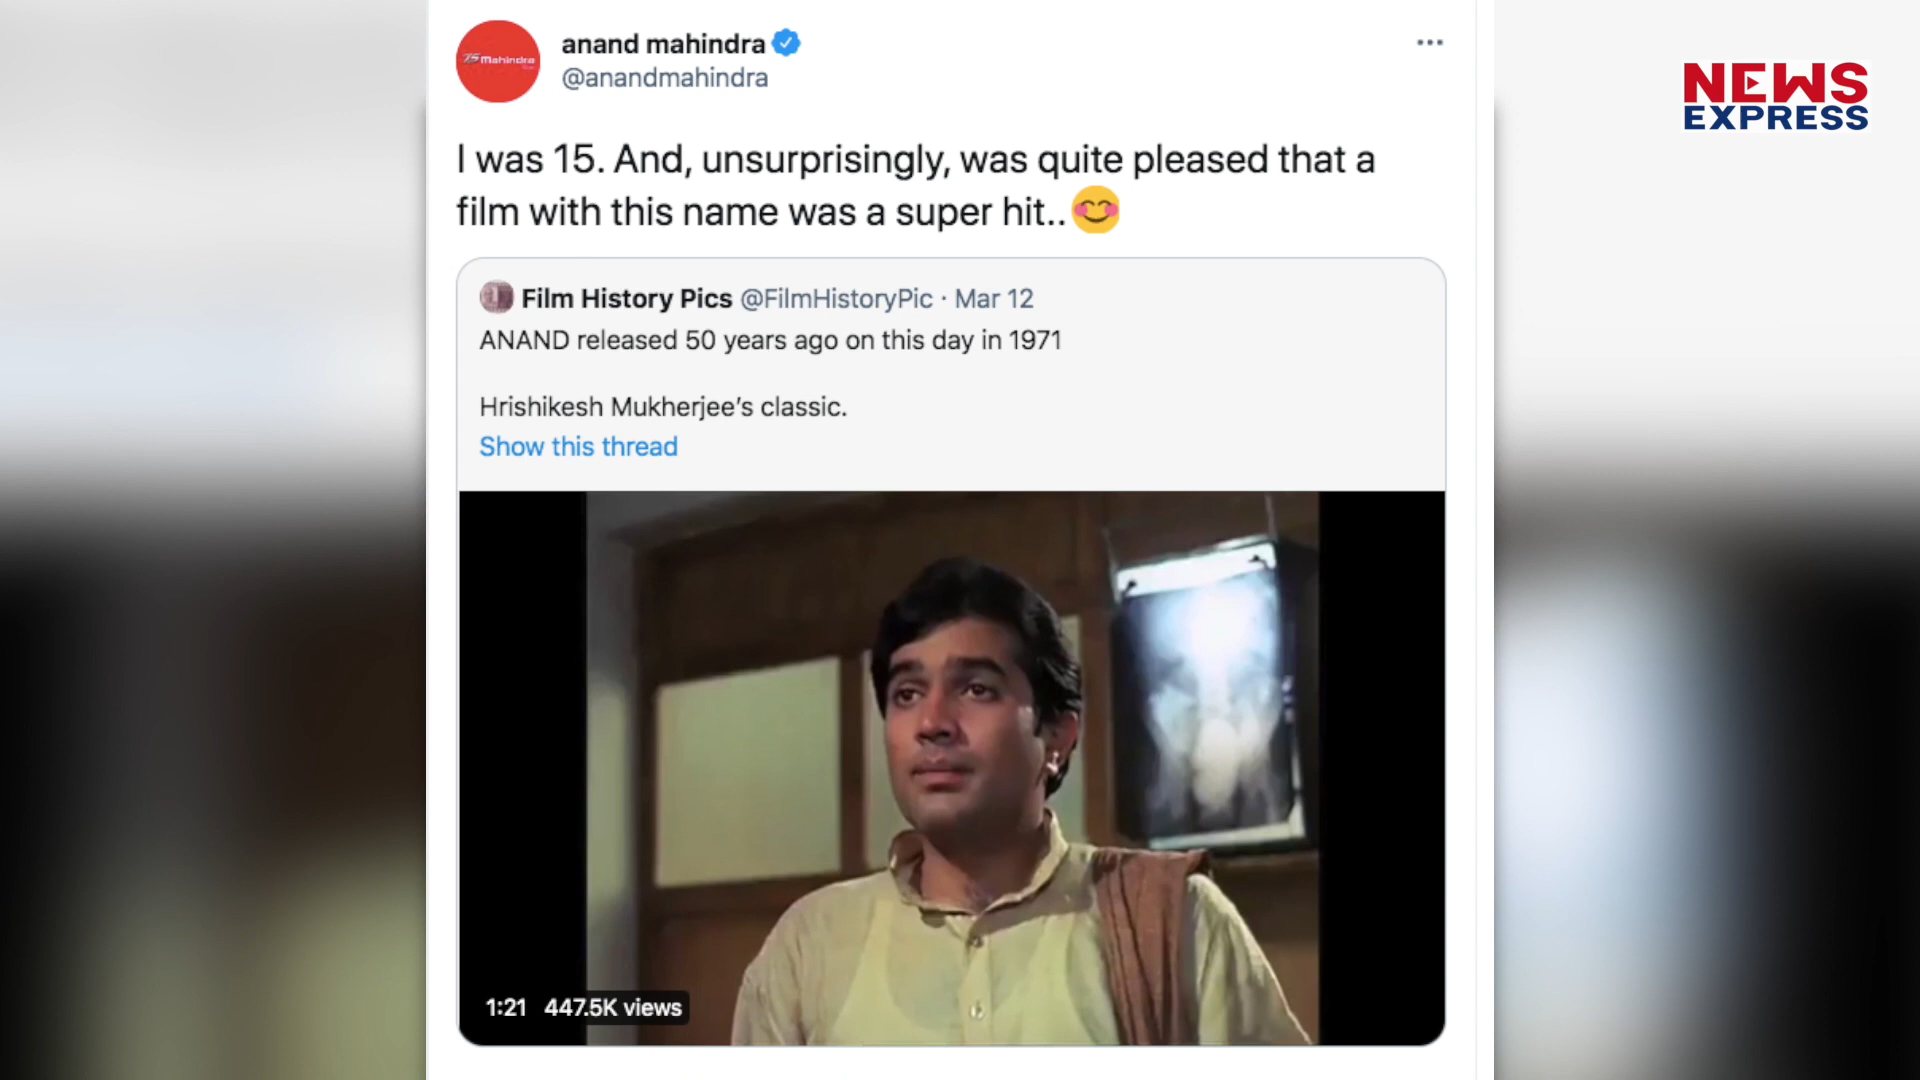 anand mahindra
@anandmahindra
NEWS
EXPRESS
75 Mahindra
I was 15. And, unsurprisingly, was quite pleased that a
film with this name was a super hit..😊
Film History Pics @FilmHistoryPic · Mar 12
ANAND released 50 years ago on this day in 1971
Hrishikesh Mukherjee's classic.
Show this thread
1:21 447.5K views